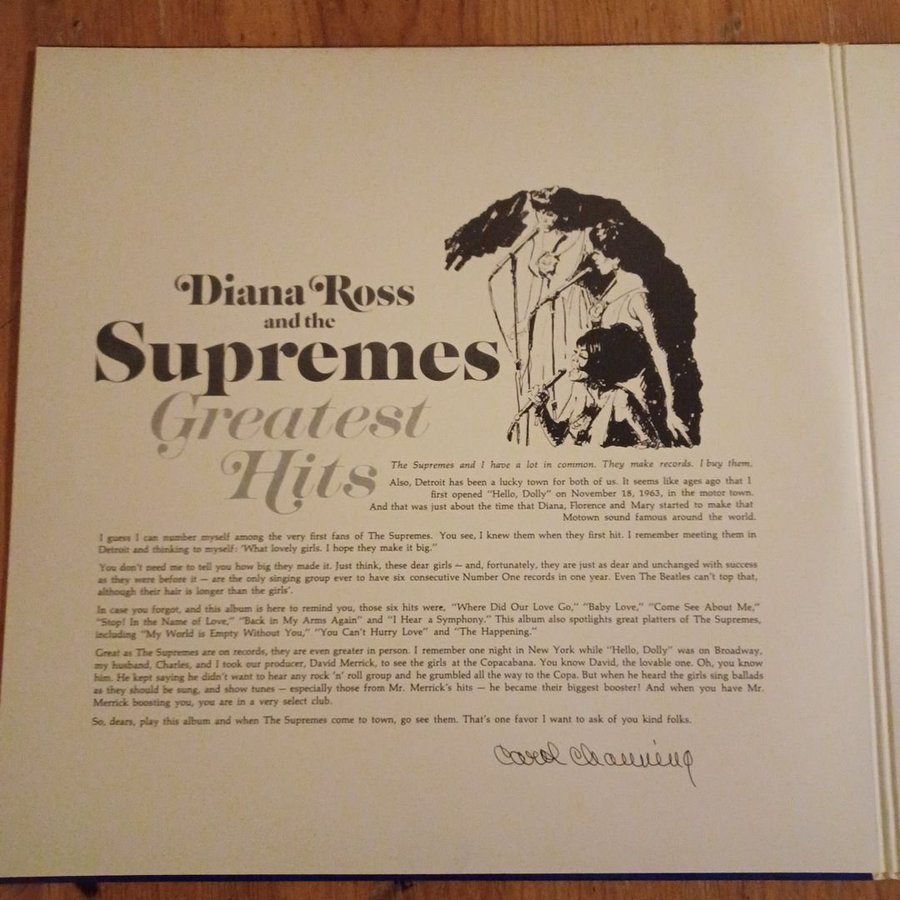 Diana Ross
and the
Supremes
Greatest
Hits
The Supremes and I have a lot in common. They make records. I buy them.
Also, Detroit has been a lucky town for both of us. It seems like ages ago that I
first opened "Hello, Dolly" on November 18, 1963, in the motor town.
And that was just about the time that Diana, Florence and Mary started to make that
Motown sound famous around the world.
I guess I can number myself among the very first fans of The Supremes. You see, I knew them when they first hit. I remember meeting them in
Detroit and thinking to myself: 'What lovely girls. I hope they make it big."
You don't need me to tell you how big they made it. Just think, these dear girls — and, fortunately, they are just as dear and unchanged with success
as they were before it — are the only singing group ever to have six consecutive Number One records in one year. Even The Beatles can't top that,
although their hair is longer than the girls'.
In case you forgot, and this album is here to remind you, those six hits were, "Where Did Our Love Go," "Baby Love," "Come See About Me,"
"Stop! In the Name of Love," "Back in My Arms Again" and "I Hear a Symphony." This album also spotlights great platters of The Supremes,
including "My World is Empty Without You," "You Can't Hurry Love" and "The Happening."
Great as The Supremes are on records, they are even greater in person. I remember one night in New York while "Hello, Dolly" was on Broadway,
my husband, Charles, and I took our producer, David Merrick, to see the girls at the Copacabana. You know David, the lovable one. Oh, you know
him. He kept saying he didn't want to hear any rock 'n' roll group and he grumbled all the way to the Copa. But when he heard the girls sing ballads
as they should be sung, and show tunes — especially those from Mr. Merrick's hits — he became their biggest booster! And when you have Mr.
Merrick boosting you, you are in a very select club.
So, dears, play this album and when The Supremes come to town, go see them. That's one favor I want to ask of you kind folks.
Carol Channing